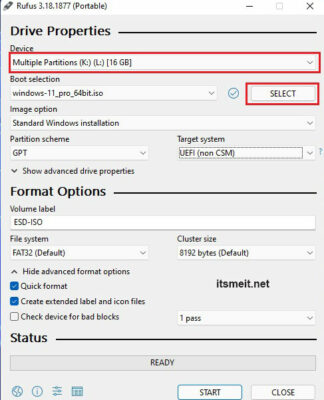 Rufus 3.18.1877 (Portable)
Drive Properties
Device
Multiple Partitions (K:) (L:) [16 GB]
Boot selection
windows-11_pro_64bit.iso
SELECT
Image option
Standard Windows installation
Partition scheme
Target system
GPT
UEFI (non CSM)
?
Show advanced drive properties
Format Options
Volume label
ESD-ISO
File system
Cluster size
FAT32 (Default)
8192 bytes (Default)
Hide advanced format options
Quick format
itsmeit.net
Create extended label and icon files
Check device for bad blocks
1 pass
Status
READY
START
CLOSE